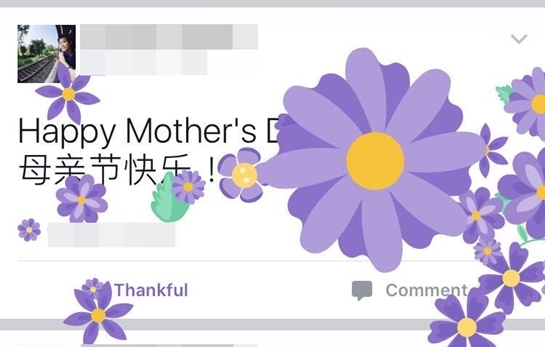 Happy Mother's D
母亲节快乐！
Thankful
Comment